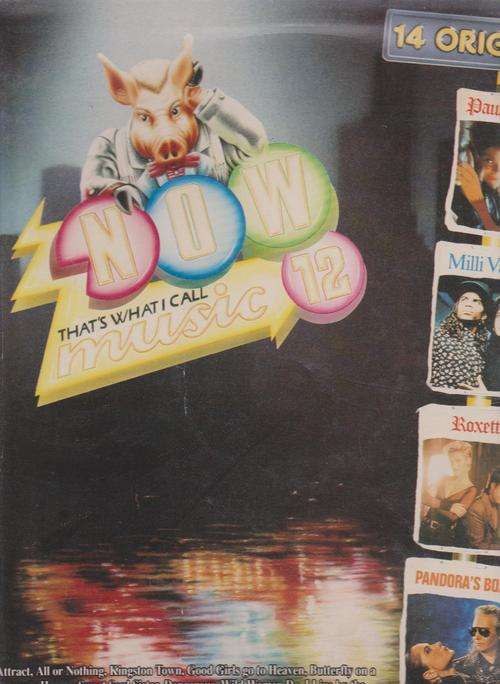 14 ORIG
NOW
12
THAT'S WHAT I CALL
music
Pau
Milli V
Roxett
PANDORA'S BO
Attract, All or Nothing, Kingston Town, Good Girls go to Heaven, Butterfly on a